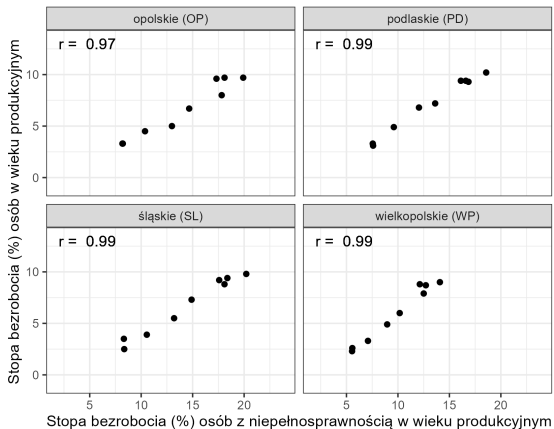 opolskie (OP)
podlaskie (PD)
r = 0.97
r = 0.99
10
5
0
śląskie (SL)
wielkopolskie (WP)
r = 0.99
r = 0.99
10
5
0
5
10
15
20
5
10
15
20
Stopa bezrobocia (%) osób w wieku produkcyjnym
Stopa bezrobocia (%) osób z niepełnosprawnością w wieku produkcyjnym